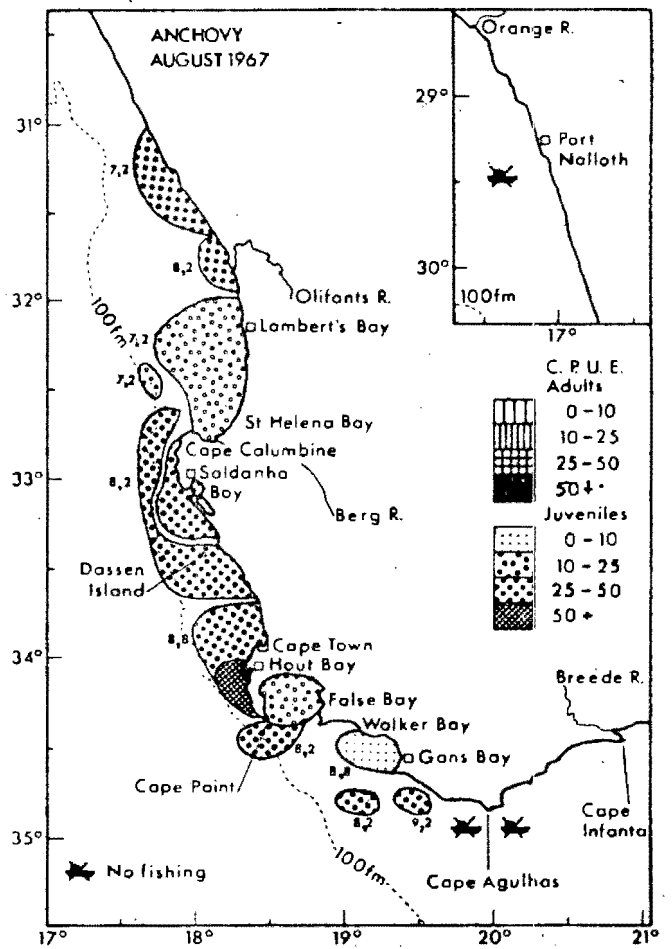 ANCHOVY
AUGUST 1967
Orange R.
29°
Port
Nolloth
30°
100fm
17°
31°
7,2
8,2
Olifants R.
32°
100fm
Lambert's Bay
7,2
7,2
St Helena Bay
Cape Calumbine
Saldanha
Bay
33°
8,2
Berg R.
Dassen
Island
8,8
Cape Town
34°
Hout Bay
False Bay
Breede R.
Walker Bay
8,2
Gans Bay
8,8
Cape Point
8,2
9,2
Cape
Infanta
35°
100fm
No fishing
Cape Agulhas
17°
18°
19°
20°
21°
C. P. U. E.
Adults
0-10
10-25
25-50
50+
Juveniles
0-10
10-25
25-50
50+